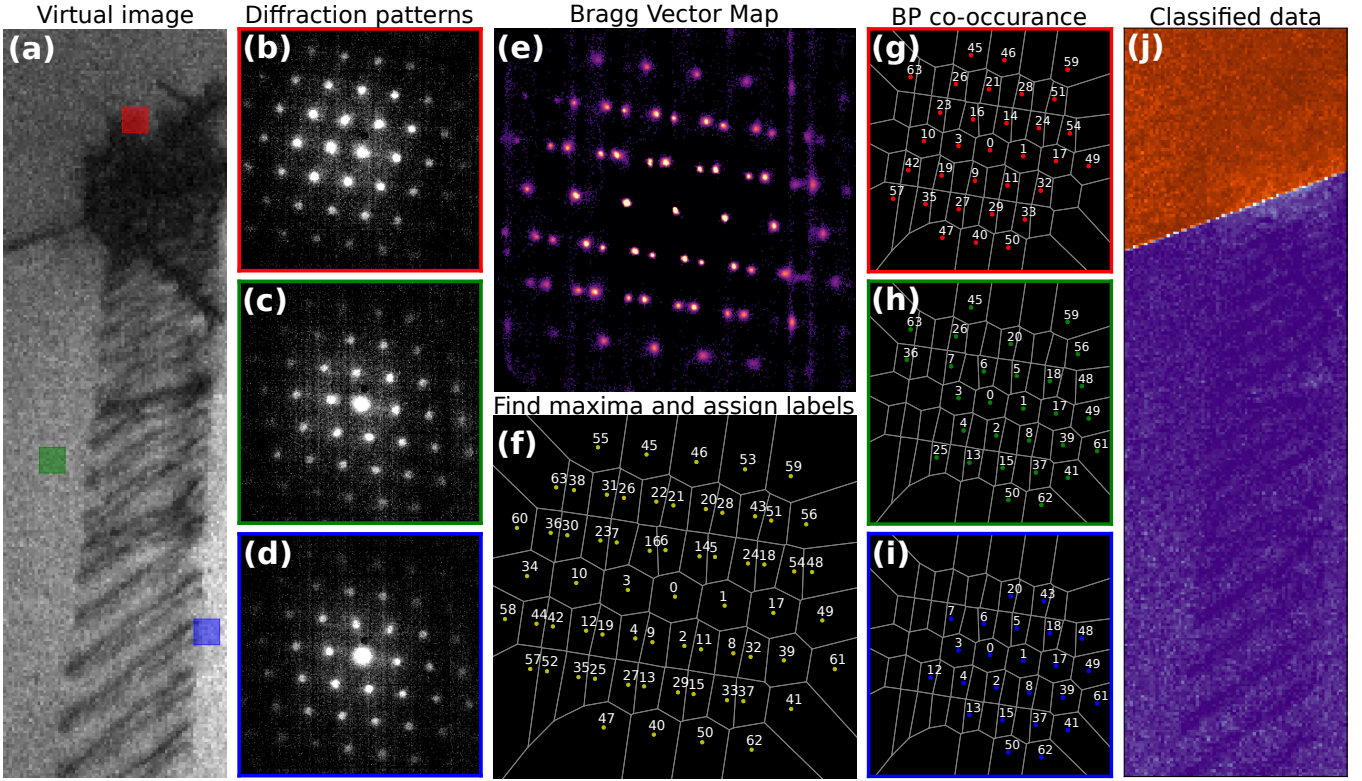 Virtual image
Diffraction patterns
Bragg Vector Map
BP co-occurance
Classified data
(a)
(b)
(e)
(g)
(j)
45 46 59
63 26 21 28 51
23 16 14 24 54
10 3 0 1 17 49
42 19 9 11 32
57 35 27 29 33
47 40 50
(c)
(h)
45 59
63 26 20 56
36 7 6 5 18 48
3 0 1 17 49
4 2 8 39 61
25 13 15 37 41
50 62
Find maxima and assign labels
(f)
55 45 46 53 59
63 38 31 26 22 21 20 28 43 51 56
60 36 30 23 7 16 6 14 5 24 18 54 48
34 10 3 0 1 17 49
58 44 42 12 19 4 9 2 11 8 32 39 61
57 52 35 25 27 13 29 15 33 37 41
47 40 50 62
(d)
(i)
20 43
7 6 5 18 48
3 0 1 17 49
12 4 2 8 39 61
13 15 37 41
50 62